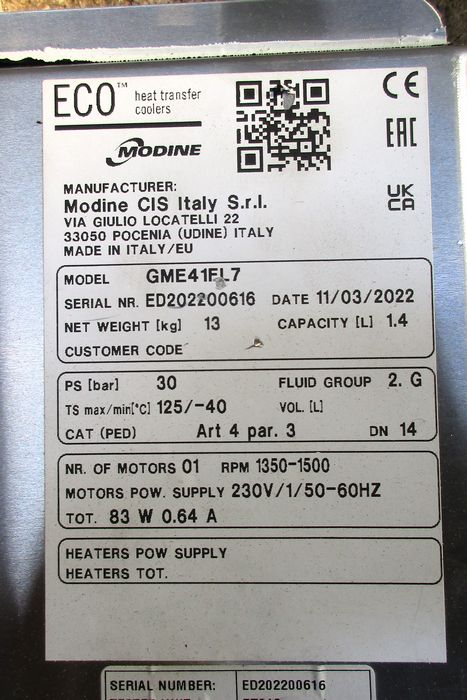 ECO™ heat transfer
coolers
MODINE
CE
EAC
UK
CA
MANUFACTURER:
Modine CIS Italy S.r.l.
VIA GIULIO LOCATELLI 22
33050 POCENIA (UDINE) ITALY
MADE IN ITALY/EU
MODEL GME41FL7
SERIAL NR. ED202200616 DATE 11/03/2022
NET WEIGHT [kg] 13 CAPACITY [L] 1.4
CUSTOMER CODE
PS [bar] 30 FLUID GROUP 2. G
TS max/min[°C] 125/-40 VOL. [L]
CAT (PED) Art 4 par. 3 DN 14
NR. OF MOTORS 01 RPM 1350-1500
MOTORS POW. SUPPLY 230V/1/50-60HZ
TOT. 83 W 0.64 A
HEATERS POW SUPPLY
HEATERS TOT.
SERIAL NUMBER: ED202200616